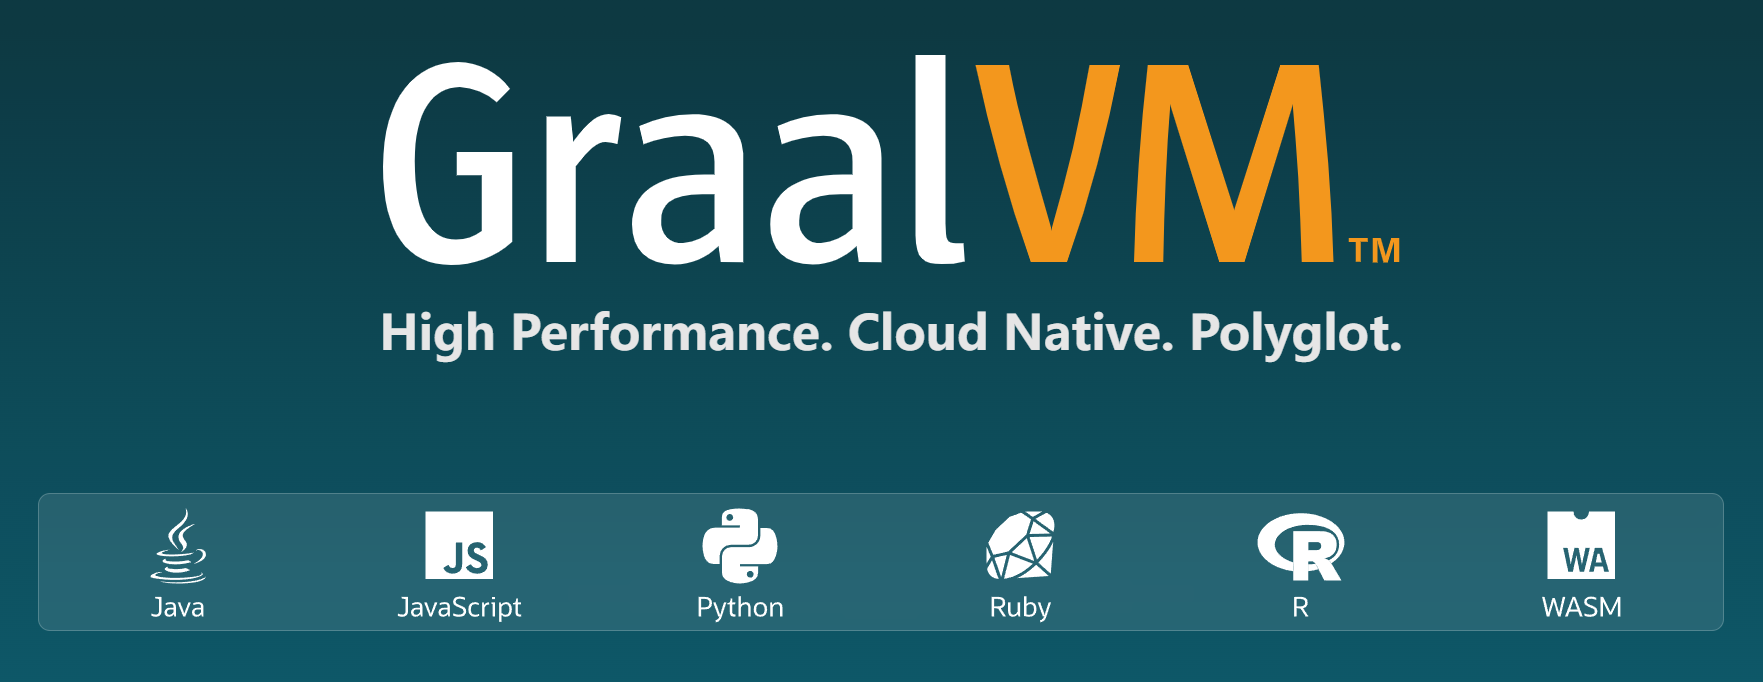 GraalVM™
High Performance. Cloud Native. Polyglot.
JS
R
WA
Java
JavaScript
Python
Ruby
R
WASM